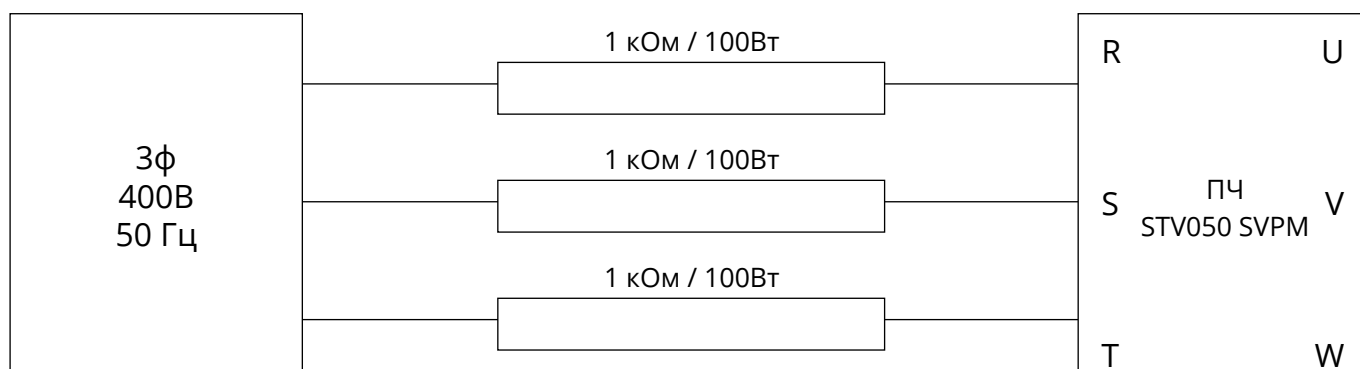 3ф
400В
50 Гц
1 кОм / 100Вт
1 кОм / 100Вт
1 кОм / 100Вт
R
U
S
ПЧ
STV050 SVPM
V
T
W